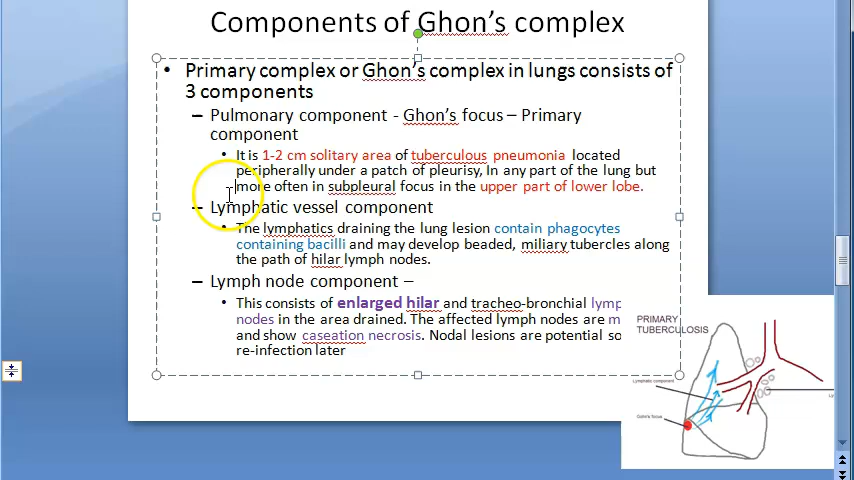 Components of Ghon's complex
• Primary complex or Ghon's complex in lungs consists of
3 components
– Pulmonary component - Ghon's focus – Primary
component
• It is 1-2 cm solitary area of tuberculous pneumonia located
peripherally under a patch of pleurisy, In any part of the lung but
more often in subpleural focus in the upper part of lower lobe.
– Lymphatic vessel component
• The lymphatics draining the lung lesion contain phagocytes
containing bacilli and may develop beaded, miliary tubercles along
the path of hilar lymph nodes.
– Lymph node component –
• This consists of enlarged hilar and tracheo-bronchial lymp
nodes in the area drained. The affected lymph nodes are m
and show caseation necrosis. Nodal lesions are potential so
re-infection later
PRIMARY
TUBERCULOSIS
Lymphatic component
Ghon's focus